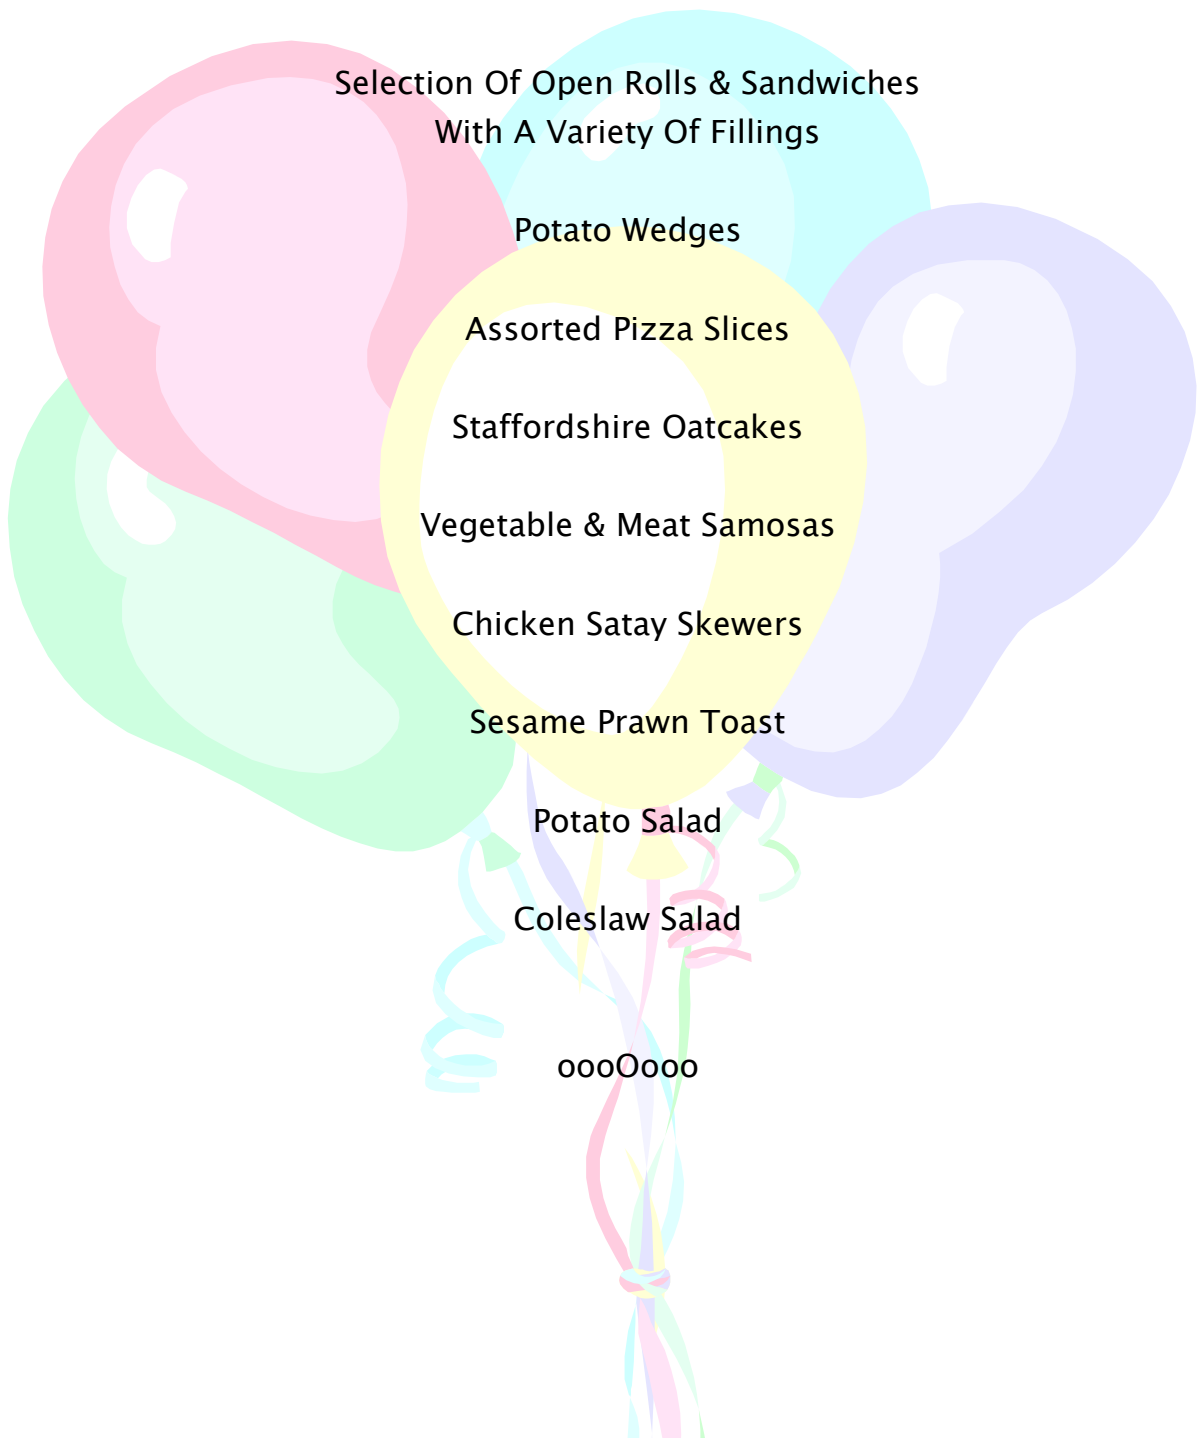 Selection Of Open Rolls & Sandwiches
With A Variety Of Fillings
Potato Wedges
Assorted Pizza Slices
Staffordshire Oatcakes
Vegetable & Meat Samosas
Chicken Satay Skewers
Sesame Prawn Toast
Potato Salad
Coleslaw Salad
oooOooo